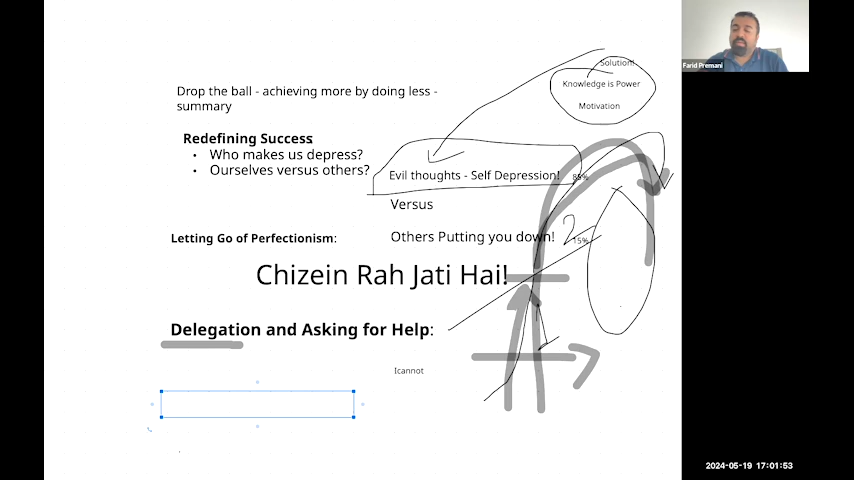 Solution!
Knowledge is Power
Motivation
Farid Premani
Drop the ball - achieving more by doing less -
summary
Redefining Success
• Who makes us depress?
• Ourselves versus others?
Evil thoughts - Self Depression! 85%
Versus
Others Putting you down! 2 15%
Letting Go of Perfectionism:
Chizein Rah Jati Hai!
Delegation and Asking for Help:
Icannot
2024-05-19 17:01:53